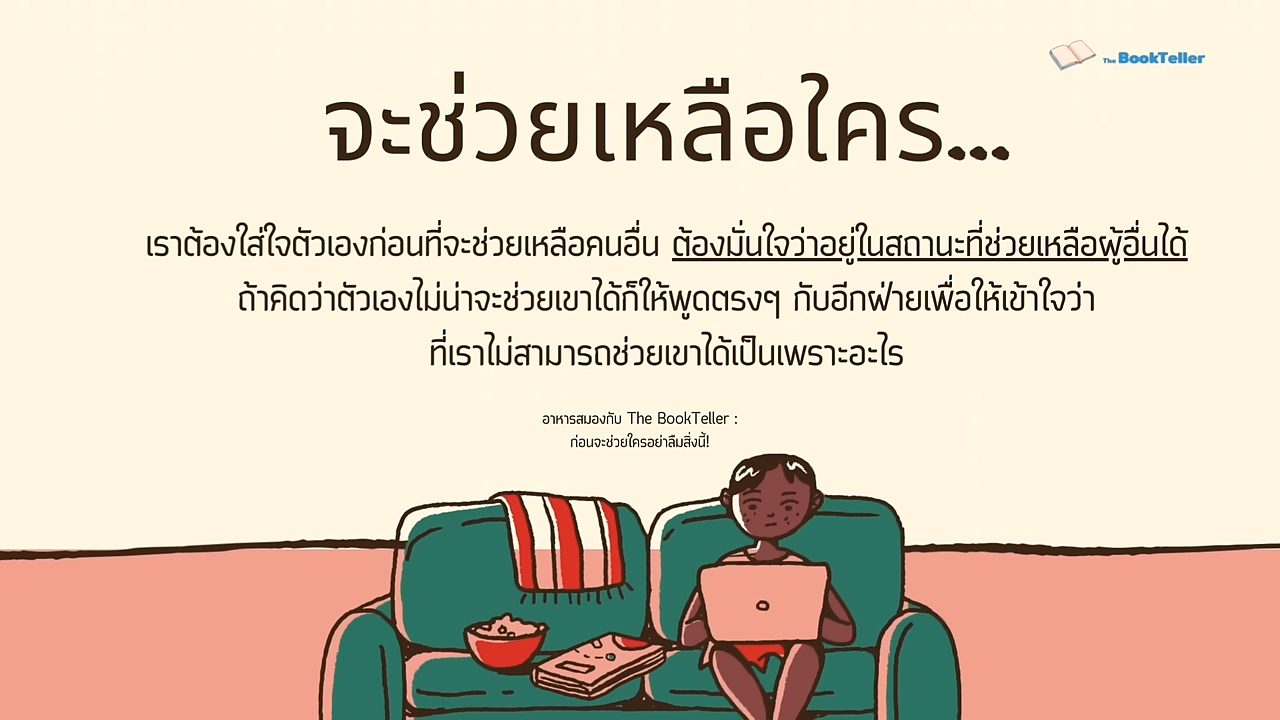 The BookTeller
จะช่วยเหลือใคร...
เราต้องใส่ใจตัวเองก่อนที่จะช่วยเหลือคนอื่น ต้องมั่นใจว่าอยู่ในสถานะที่ช่วยเหลือผู้อื่นได้
ถ้าคิดว่าตัวเองไม่น่าจะช่วยเขาได้ก็ให้พูดตรงๆ กับอีกฝ่ายเพื่อให้เข้าใจว่า
ที่เราไม่สามารถช่วยเขาได้เป็นเพราะอะไร
อาหารสมองกับ The BookTeller :
ก่อนจะช่วยใครอย่าลืมสิ่งนี้!